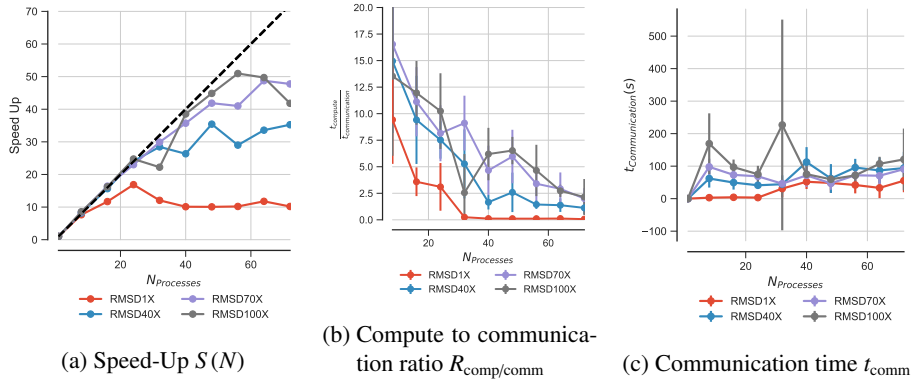 70
60
50
40
30
20
10
0
Speed Up
20 40 60
N_Processes
RMSD1X RMSD70X
RMSD40X RMSD100X
(a) Speed-Up S(N)
20.0
17.5
15.0
12.5
10.0
7.5
5.0
2.5
0.0
t_compute
t_communication
20 40 60
N_Processes
RMSD1X RMSD70X
RMSD40X RMSD100X
(b) Compute to communica-
tion ratio R_comp/comm
500
400
300
200
100
0
−100
t_Communication(s)
20 40 60
N_Processes
RMSD1X RMSD70X
RMSD40X RMSD100X
(c) Communication time t_comm